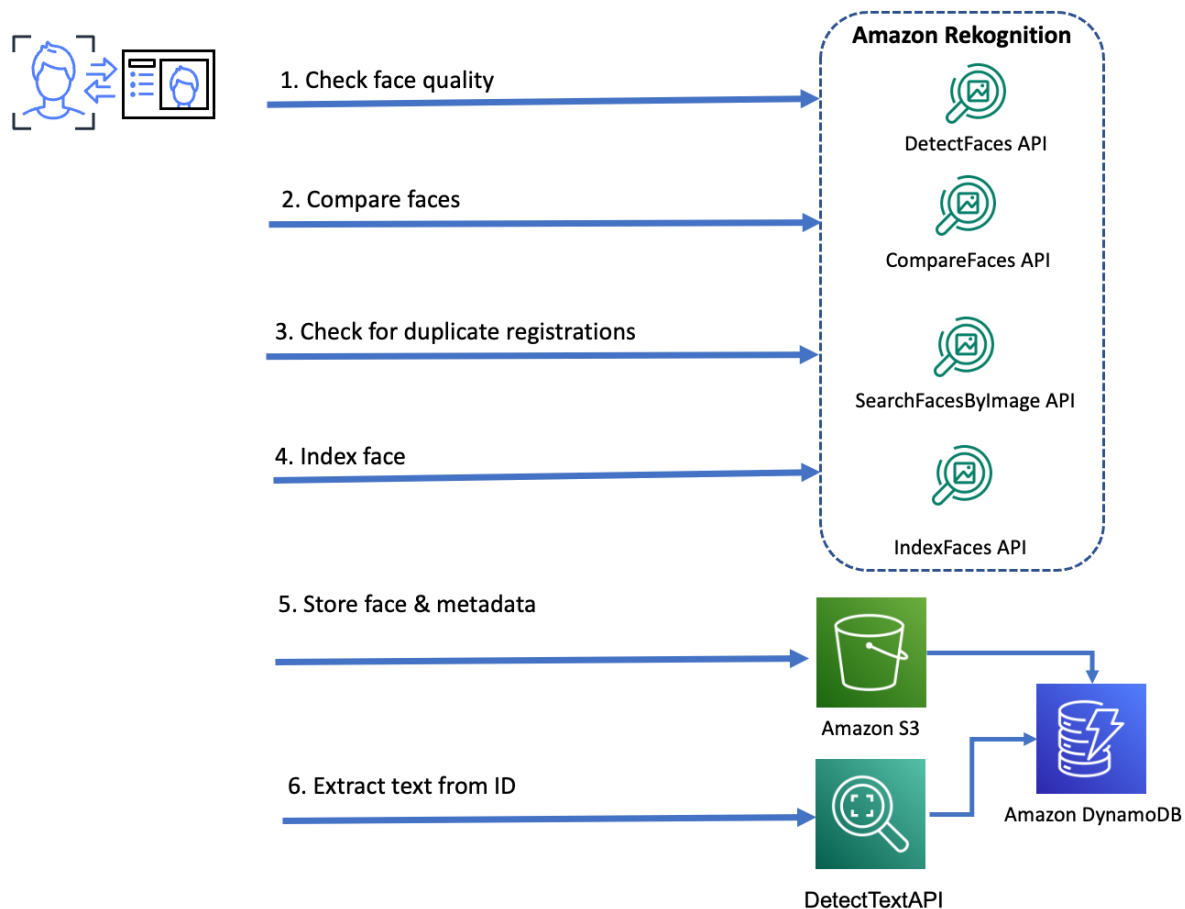 Amazon Rekognition
1. Check face quality
DetectFaces API
2. Compare faces
CompareFaces API
3. Check for duplicate registrations
SearchFacesByImage API
4. Index face
IndexFaces API
5. Store face & metadata
Amazon S3
6. Extract text from ID
Amazon DynamoDB
DetectTextAPI